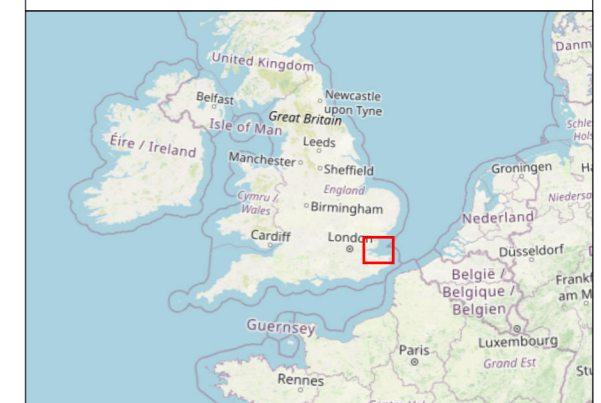 United Kingdom
Danm
Belfast
Newcastle
upon Tyne
Great Britain
Isle of Man
Schle
Hols
Éire / Ireland
Leeds
Manchester
Sheffield
Groningen
Ha
England
Cymru /
Wales
Niedersa
Birmingham
Nederland
Cardiff
London
Düsseldorf
België /
Belgique /
Belgien
Frankf
am M
Guernsey
Luxembourg
Paris
Grand Est
Rennes
Stu